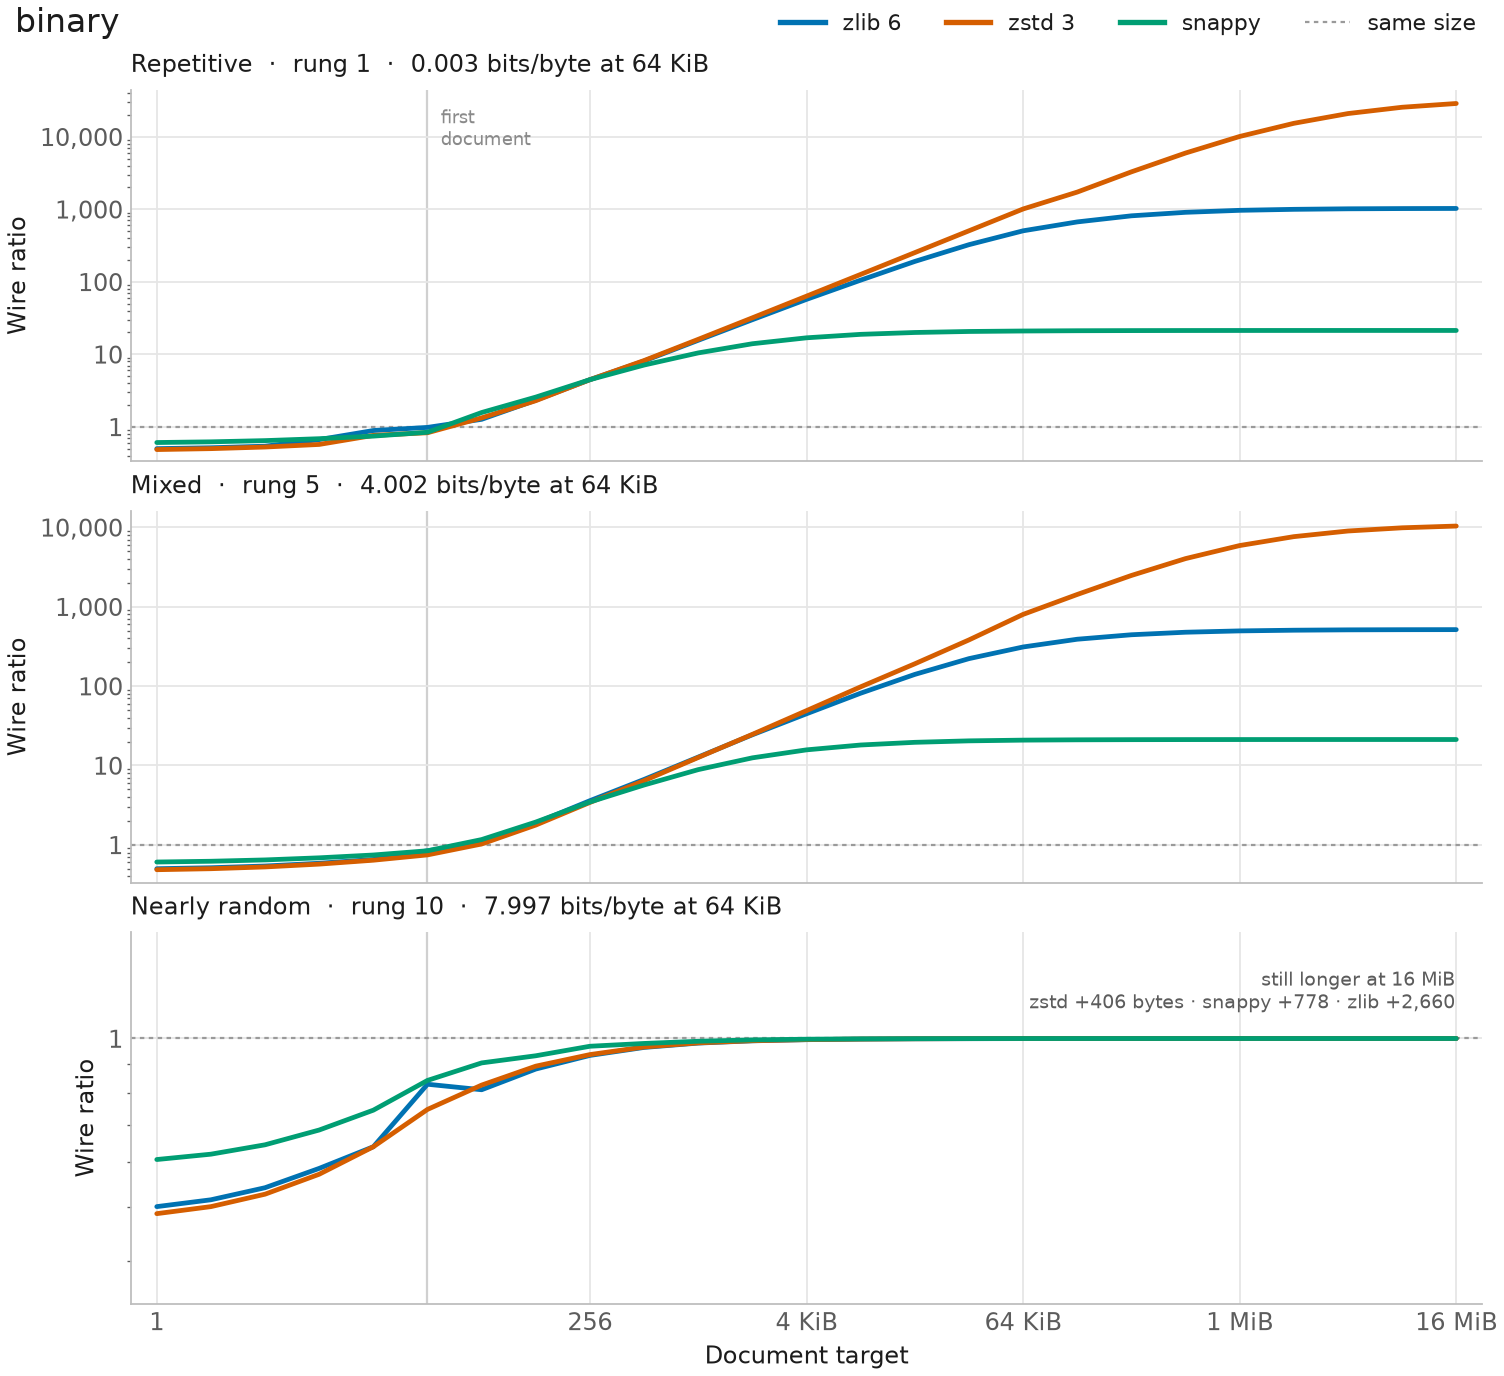 binary
zlib 6
zstd 3
snappy
same size
Repetitive · rung 1 · 0.003 bits/byte at 64 KiB
first
document
10,000
1,000
100
10
1
Wire ratio
Mixed · rung 5 · 4.002 bits/byte at 64 KiB
10,000
1,000
100
10
1
Wire ratio
Nearly random · rung 10 · 7.997 bits/byte at 64 KiB
still longer at 16 MiB
zstd +406 bytes · snappy +778 · zlib +2,660
1
Wire ratio
1
256
4 KiB
64 KiB
1 MiB
16 MiB
Document target